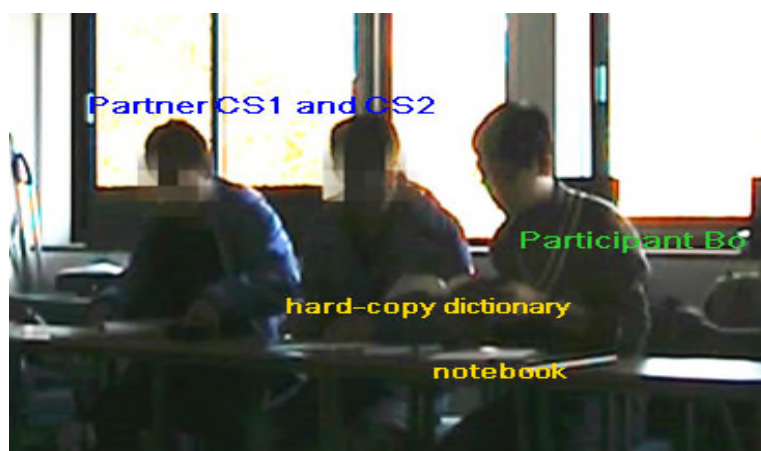 Partner CS1 and CS2
Participant Bo
hard-copy dictionary
notebook